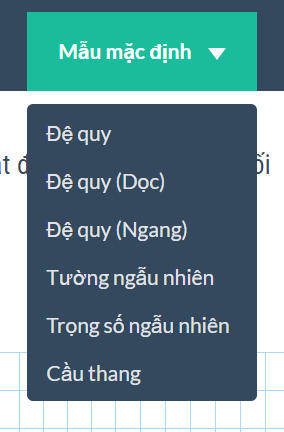 Mẫu mặc định
Đệ quy
Đệ quy (Dọc)
ối
Đệ quy (Ngang)
Tường ngẫu nhiên
Trọng số ngẫu nhiên
Cầu thang